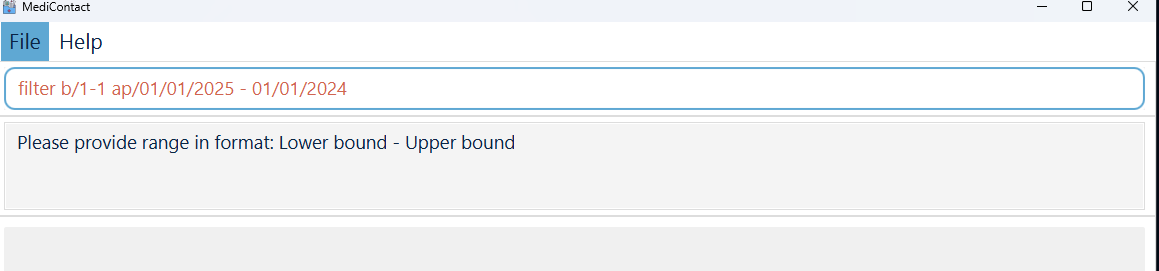 MediContact
File Help
filter b/1-1 ap/01/01/2025 - 01/01/2024
Please provide range in format: Lower bound - Upper bound